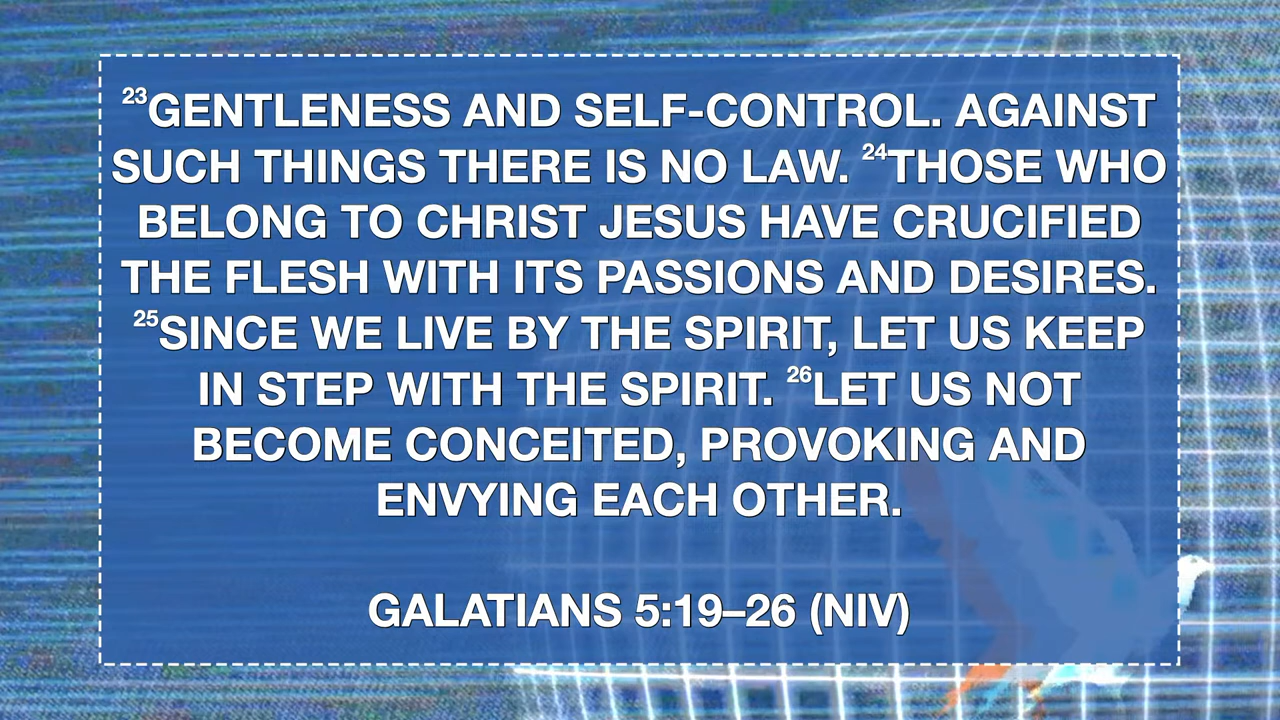 ²³GENTLENESS AND SELF-CONTROL. AGAINST
SUCH THINGS THERE IS NO LAW. ²⁴THOSE WHO
BELONG TO CHRIST JESUS HAVE CRUCIFIED
THE FLESH WITH ITS PASSIONS AND DESIRES.
²⁵SINCE WE LIVE BY THE SPIRIT, LET US KEEP
IN STEP WITH THE SPIRIT. ²⁶LET US NOT
BECOME CONCEITED, PROVOKING AND
ENVYING EACH OTHER.
GALATIANS 5:19–26 (NIV)